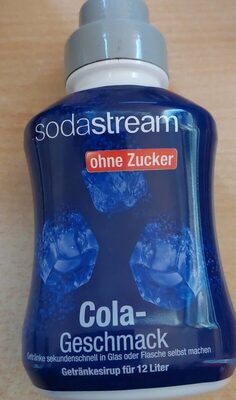 sodastream
ohne Zucker
Cola-
GESCHMACK
Getränke sekundenschnell in Glas oder Flasche selbst machen
Getränkesirup für 12 Liter